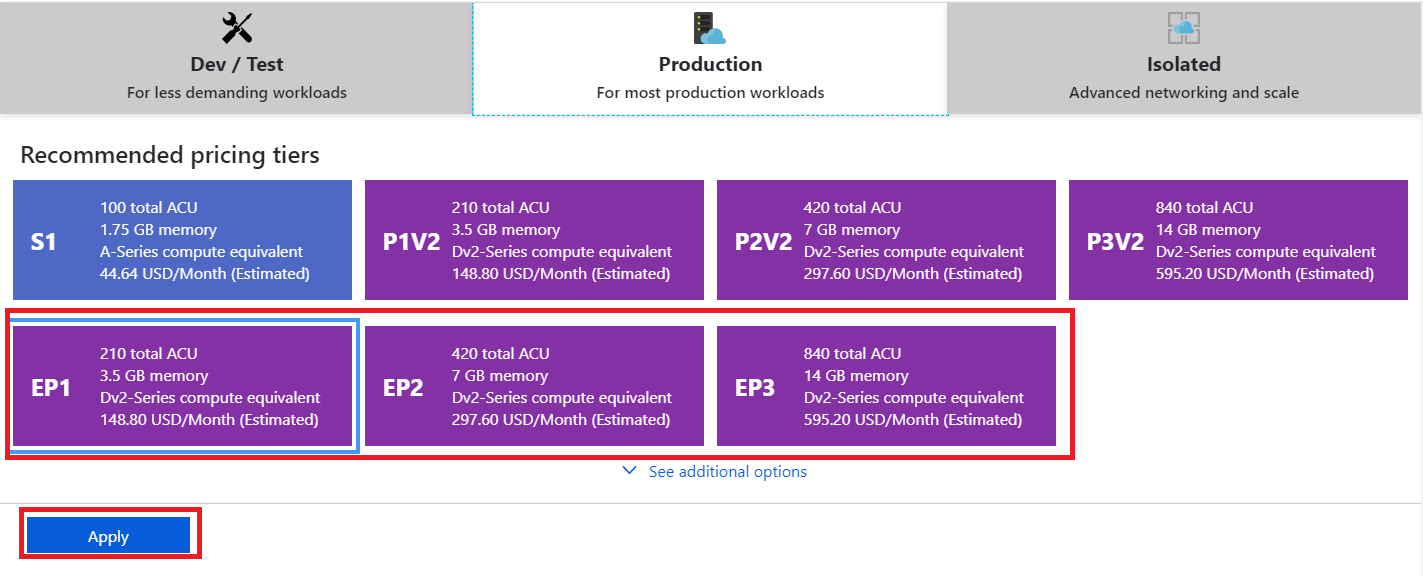 Dev / Test
For less demanding workloads
Production
For most production workloads
Isolated
Advanced networking and scale
Recommended pricing tiers
S1
100 total ACU
1.75 GB memory
A-Series compute equivalent
44.64 USD/Month (Estimated)
P1V2
210 total ACU
3.5 GB memory
Dv2-Series compute equivalent
148.80 USD/Month (Estimated)
P2V2
420 total ACU
7 GB memory
Dv2-Series compute equivalent
297.60 USD/Month (Estimated)
P3V2
840 total ACU
14 GB memory
Dv2-Series compute equivalent
595.20 USD/Month (Estimated)
EP1
210 total ACU
3.5 GB memory
Dv2-Series compute equivalent
148.80 USD/Month (Estimated)
EP2
420 total ACU
7 GB memory
Dv2-Series compute equivalent
297.60 USD/Month (Estimated)
EP3
840 total ACU
14 GB memory
Dv2-Series compute equivalent
595.20 USD/Month (Estimated)
See additional options
Apply